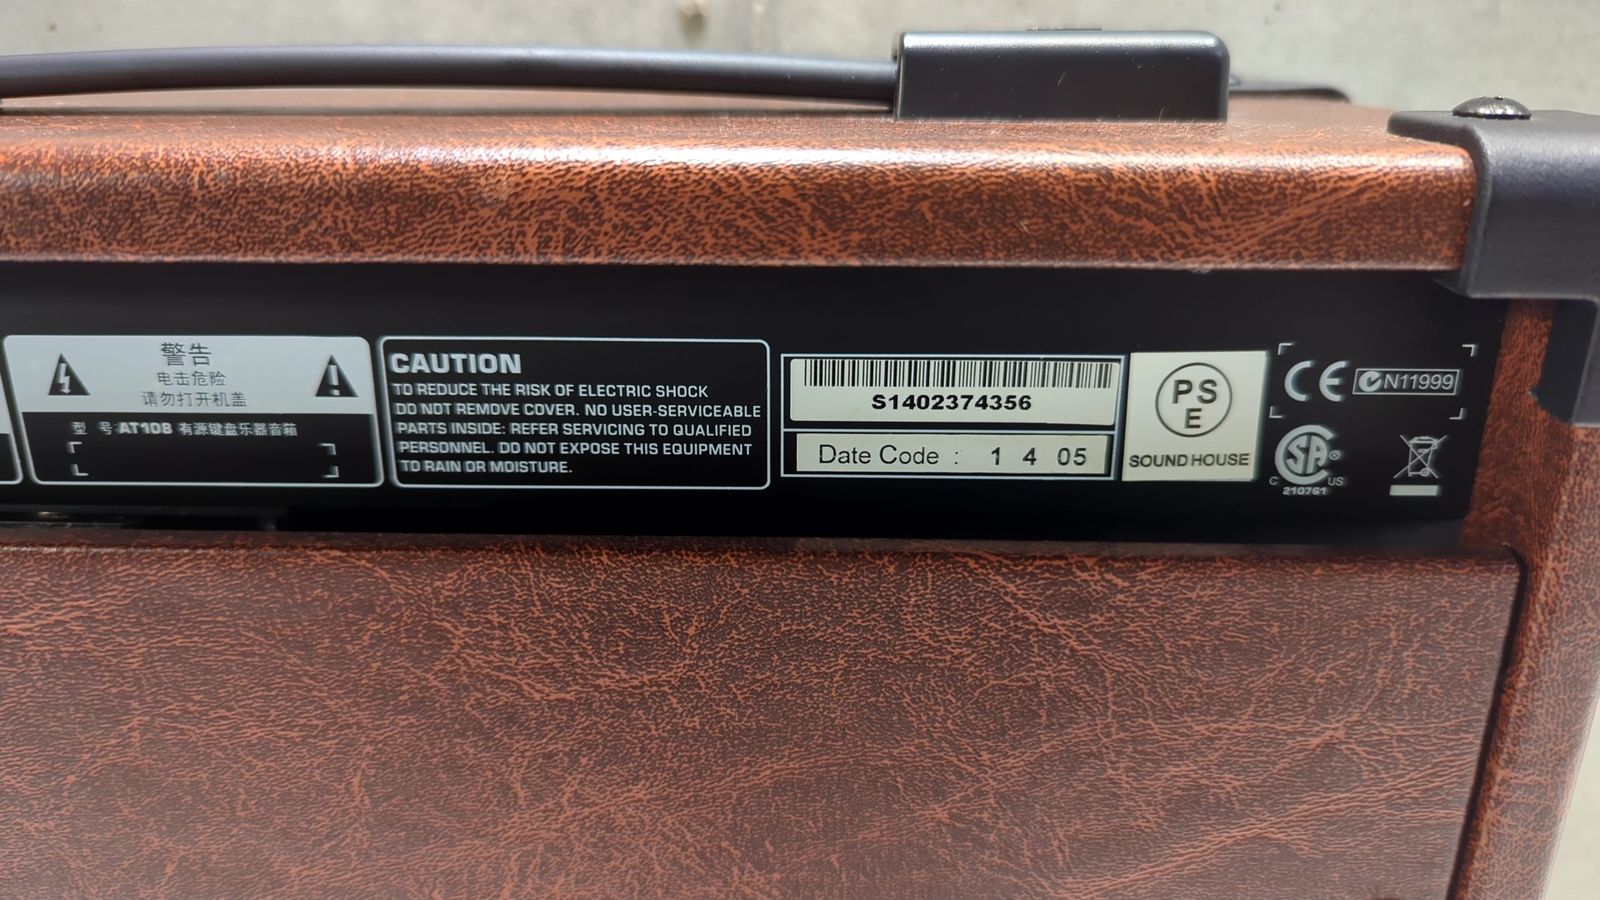 警告
电击危险
请勿打开机盖
型 号:AT108 有源键盘乐器音箱
CAUTION
TO REDUCE THE RISK OF ELECTRIC SHOCK
DO NOT REMOVE COVER. NO USER-SERVICEABLE
PARTS INSIDE: REFER SERVICING TO QUALIFIED
PERSONNEL. DO NOT EXPOSE THIS EQUIPMENT
TO RAIN OR MOISTURE.
S1402374356
Date Code : 1 4 05
PS
E
SOUND HOUSE
CE N11999
SA®
C US
210761